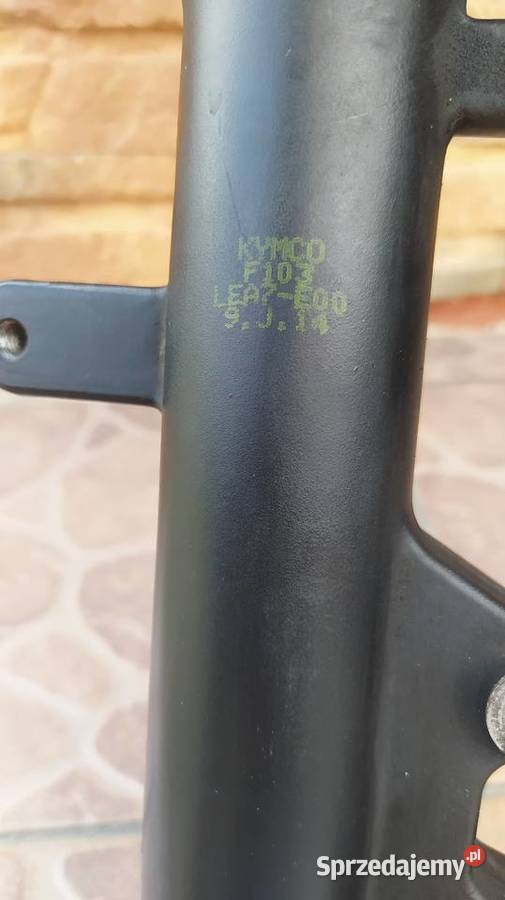 KYMCO
F103
LEA7-E00
9.J.14
Sprzedajemy.pl